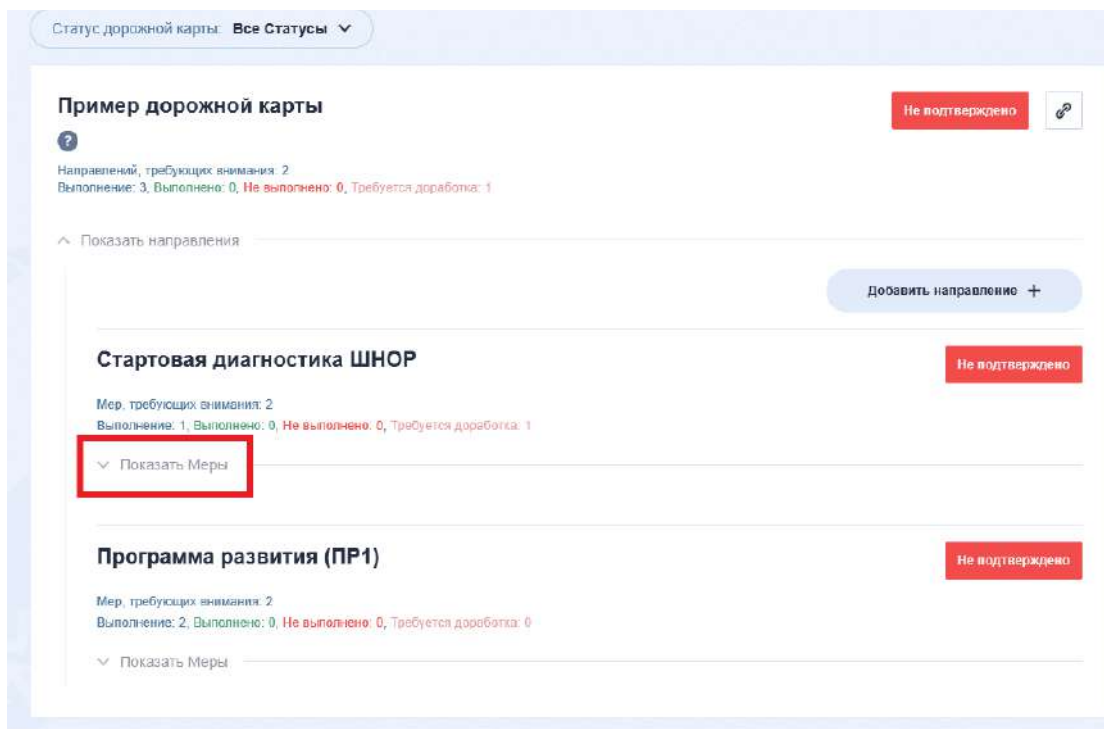 Статус дорожной карты: Все Статусы
Пример дорожной карты
Не подтверждено
?
Направлений, требующих внимания: 2
Выполнение: 3, Выполнено: 0, Не выполнено: 0, Требуется доработка: 1
Показать направления
Добавить направление +
Стартовая диагностика ШНОР
Не подтверждено
Мер, требующих внимания: 2
Выполнение: 1, Выполнено: 0, Не выполнено: 0, Требуется доработка: 1
Показать Меры
Программа развития (ПР1)
Не подтверждено
Мер, требующих внимания: 2
Выполнение: 2, Выполнено: 0, Не выполнено: 0, Требуется доработка: 0
Показать Меры